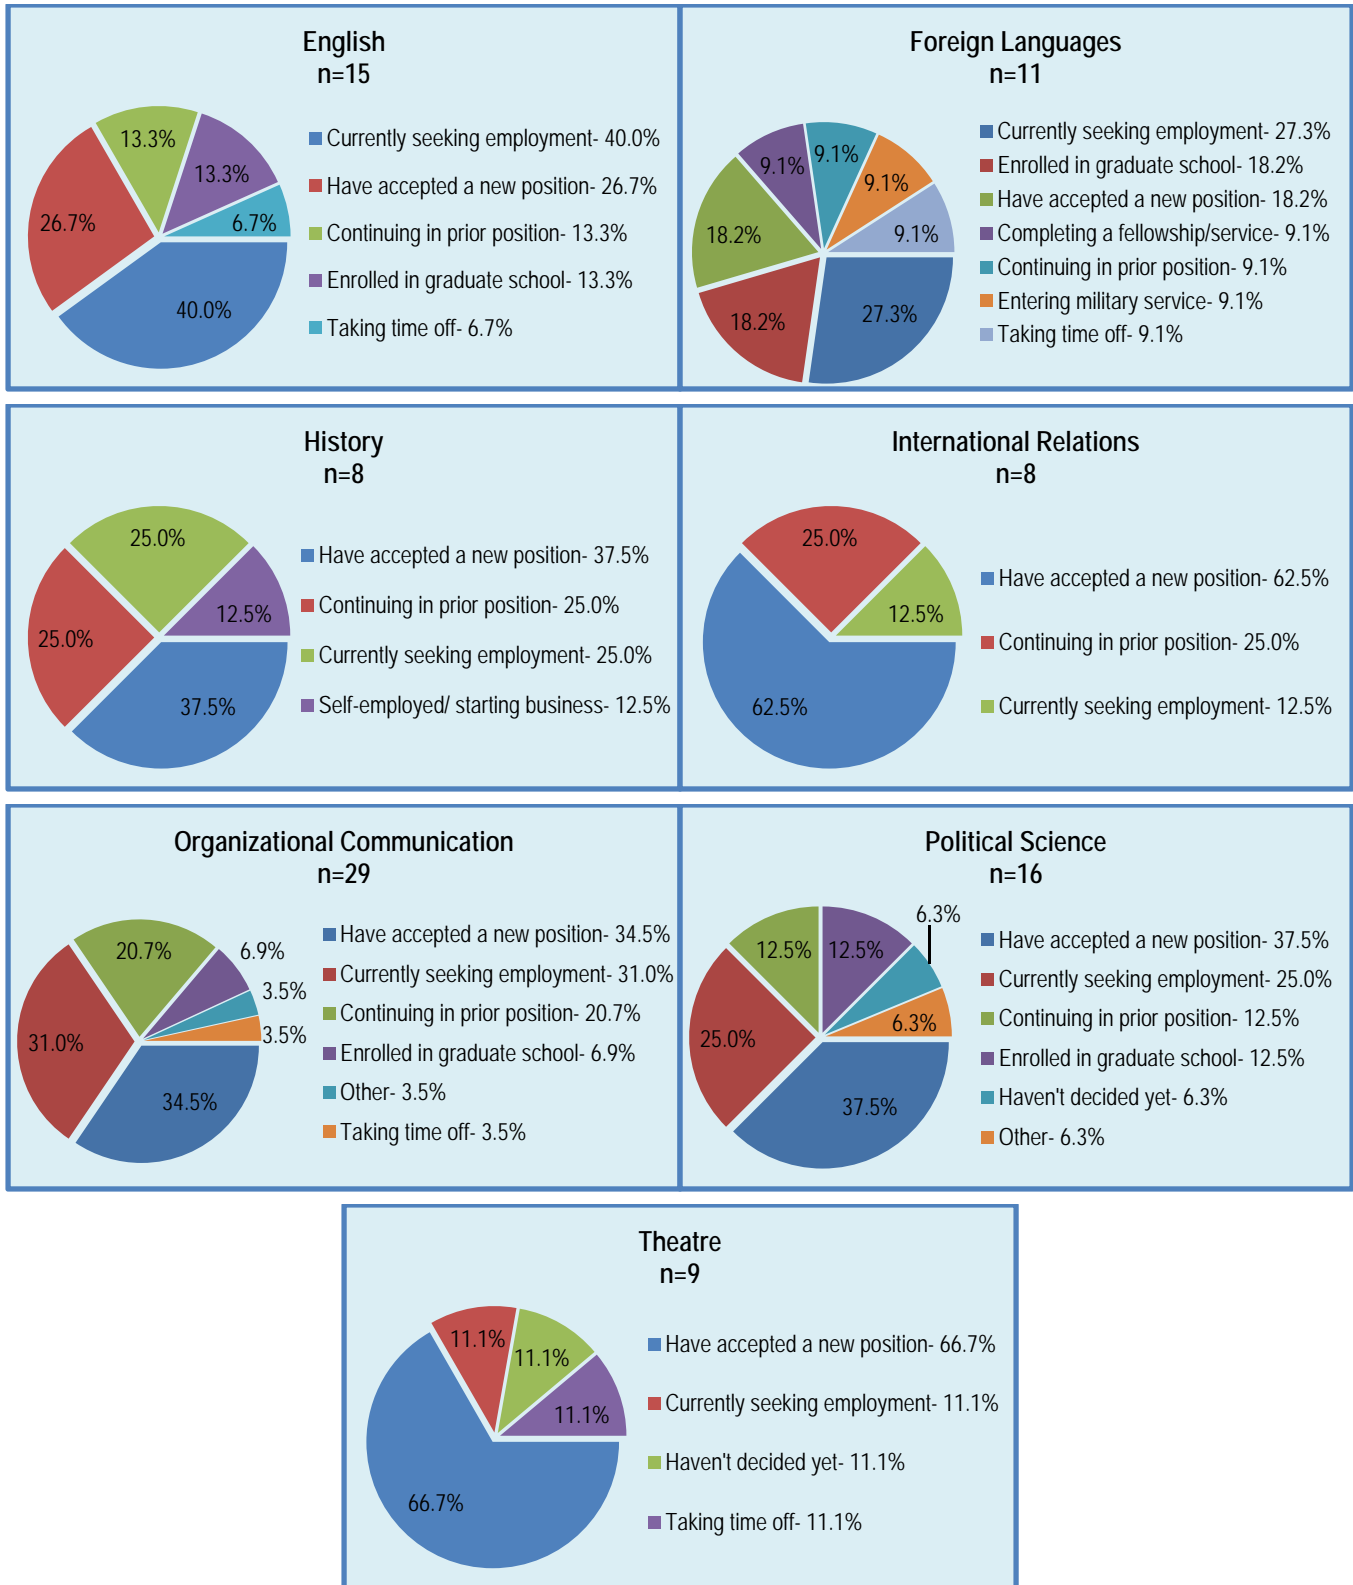 English
n=15
13.3%
13.3%
26.7%
6.7%
40.0%
Currently seeking employment- 40.0%
Have accepted a new position- 26.7%
Continuing in prior position- 13.3%
Enrolled in graduate school- 13.3%
Taking time off- 6.7%
Foreign Languages
n=11
9.1%
9.1%
9.1%
18.2%
9.1%
18.2%
27.3%
Currently seeking employment- 27.3%
Enrolled in graduate school- 18.2%
Have accepted a new position- 18.2%
Completing a fellowship/service- 9.1%
Continuing in prior position- 9.1%
Entering military service- 9.1%
Taking time off- 9.1%
History
n=8
25.0%
12.5%
25.0%
37.5%
Have accepted a new position- 37.5%
Continuing in prior position- 25.0%
Currently seeking employment- 25.0%
Self-employed/ starting business- 12.5%
International Relations
n=8
25.0%
12.5%
62.5%
Have accepted a new position- 62.5%
Continuing in prior position- 25.0%
Currently seeking employment- 12.5%
Organizational Communication
n=29
20.7%
6.9%
3.5%
3.5%
31.0%
34.5%
Have accepted a new position- 34.5%
Currently seeking employment- 31.0%
Continuing in prior position- 20.7%
Enrolled in graduate school- 6.9%
Other- 3.5%
Taking time off- 3.5%
Political Science
n=16
6.3%
12.5%
12.5%
6.3%
25.0%
37.5%
Have accepted a new position- 37.5%
Currently seeking employment- 25.0%
Continuing in prior position- 12.5%
Enrolled in graduate school- 12.5%
Haven't decided yet- 6.3%
Other- 6.3%
Theatre
n=9
11.1%
11.1%
11.1%
66.7%
Have accepted a new position- 66.7%
Currently seeking employment- 11.1%
Haven't decided yet- 11.1%
Taking time off- 11.1%